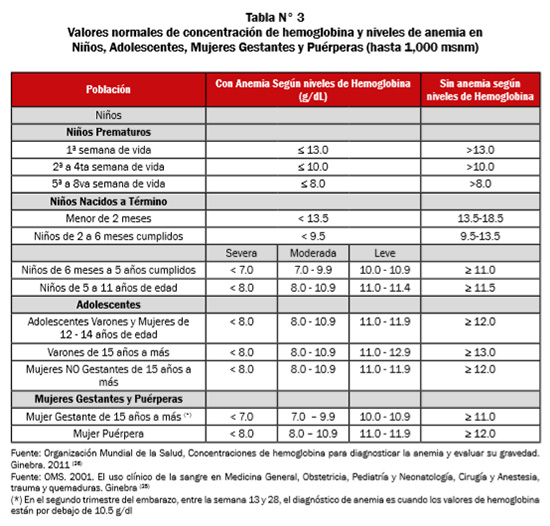 Tabla N° 3
Valores normales de concentración de hemoglobina y niveles de anemia en
Niños, Adolescentes, Mujeres Gestantes y Puérperas (hasta 1,000 msnm)
Población
Con Anemia Según niveles de Hemoglobina
(g/dL)
Sin anemia según
niveles de Hemoglobina
Niños
Niños Prematuros
1ª semana de vida ≤ 13.0 >13.0
2ª a 4ta semana de vida ≤ 10.0 >10.0
5ª a 8va semana de vida ≤ 8.0 >8.0
Niños Nacidos a Término
Menor de 2 meses < 13.5 13.5-18.5
Niños de 2 a 6 meses cumplidos < 9.5 9.5-13.5
Severa Moderada Leve
Niños de 6 meses a 5 años cumplidos < 7.0 7.0 - 9.9 10.0 - 10.9 ≥ 11.0
Niños de 5 a 11 años de edad < 8.0 8.0 - 10.9 11.0 - 11.4 ≥ 11.5
Adolescentes
Adolescentes Varones y Mujeres de
12 - 14 años de edad
< 8.0 8.0 - 10.9 11.0 - 11.9 ≥ 12.0
Varones de 15 años a más < 8.0 8.0 - 10.9 11.0 - 12.9 ≥ 13.0
Mujeres NO Gestantes de 15 años a
más
< 8.0 8.0 - 10.9 11.0 - 11.9 ≥ 12.0
Mujeres Gestantes y Puérperas
Mujer Gestante de 15 años a más (*) < 7.0 7.0 – 9.9 10.0 - 10.9 ≥ 11.0
Mujer Puérpera < 8.0 8.0 – 10.9 11.0 - 11.9 ≥ 12.0
Fuente: Organización Mundial de la Salud, Concentraciones de hemoglobina para diagnosticar la anemia y evaluar su gravedad.
Ginebra. 2011
Fuente: OMS. 2001. El uso clínico de la sangre en Medicina General, Obstetricia, Pediatría y Neonatología, Cirugía y Anestesia,
trauma y quemaduras. Ginebra
(*) En el segundo trimestre del embarazo, entre la semana 13 y 28, el diagnóstico de anemia es cuando los valores de hemoglobina
están por debajo de 10.5 g/dl